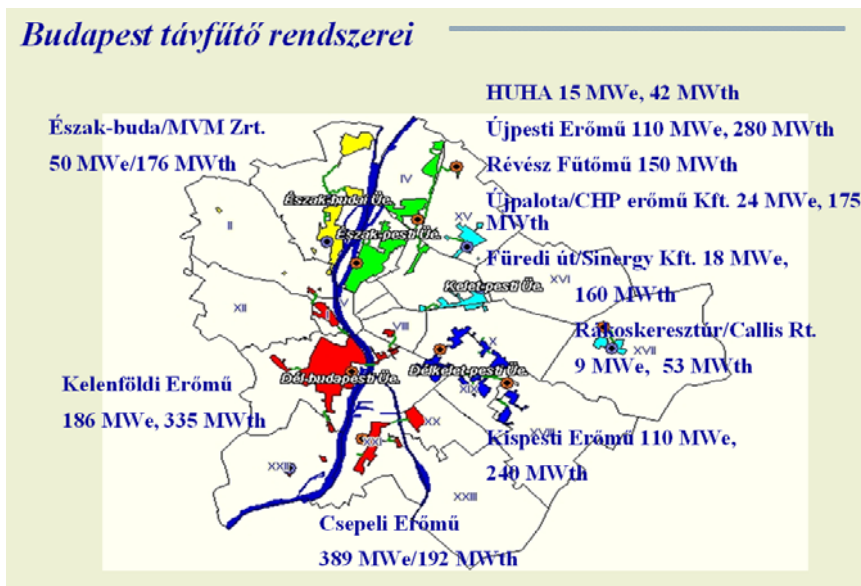 Budapest távfűtő rendszerei
HUHA 15 MWe, 42 MWth
Észak-buda/MVM Zrt.
50 MWe/176 MWth
Újpesti Erőmű 110 MWe, 280 MWth
Révész Fűtőmű 150 MWth
Újpalota/CHP erőmű Kft. 24 MWe, 175
MWth
IV
Észak-budai Üe.
XV
II
Észak-pesti Üe.
Füredi út/Sinergy Kft. 18 MWe,
160 MWth
XVI
Kelet-pesti Üe.
XII
I
V
VIII
X
Rákoskeresztúr/Callis Rt.
9 MWe, 53 MWth
XVII
Kelenföldi Erőmű
186 MWe, 335 MWth
Dél-budapesti Üe.
Délkelet-pesti Üe.
XIX
XX
XVIII
Kispesti Erőmű 110 MWe,
240 MWth
XXI
XXII
XXIII
Csepeli Erőmű
389 MWe/192 MWth